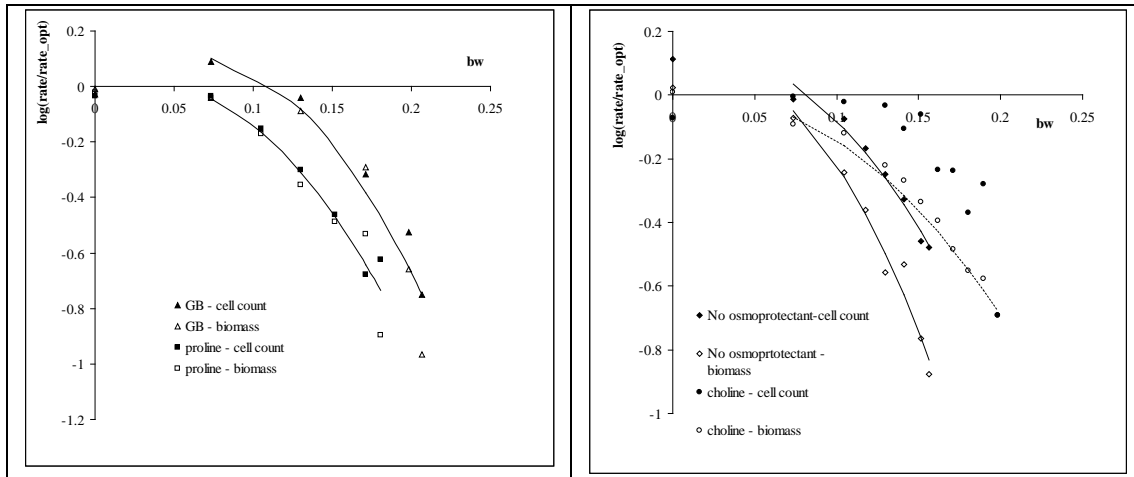 0.2
0
-0.2
-0.4
-0.6
-0.8
-1
-1.2
0
0.05
0.1
0.15
0.2
0.25
bw
log(rate/rate_opt)
GB - cell count
GB - biomass
proline - cell count
proline - biomass
0.2
0
-0.2
-0.4
-0.6
-0.8
-1
0
0.05
0.1
0.15
0.2
0.25
bw
log(rate/rate_opt)
No osmoprotectant-cell count
No osmoprtotectant -
biomass
choline - cell count
choline - biomass